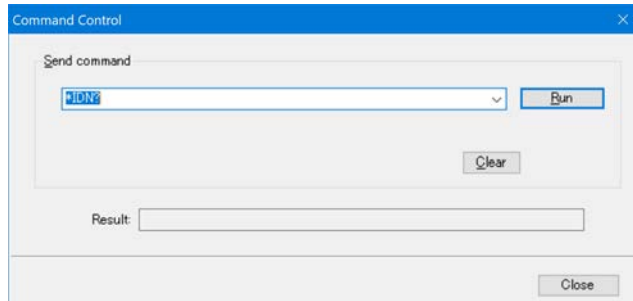 Command Control
Send command
*IDN?
Run
Clear
Result:
Close